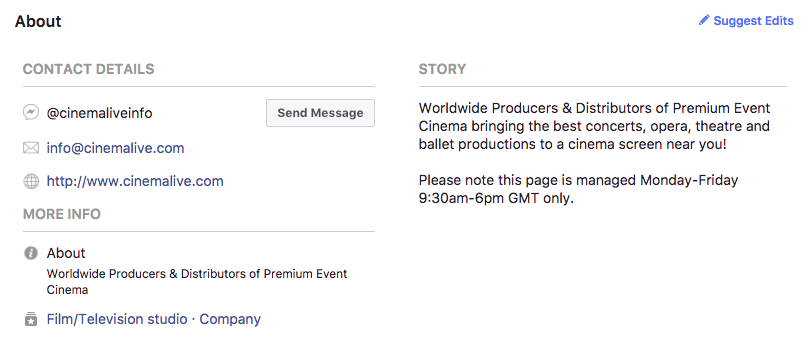 About
Suggest Edits
CONTACT DETAILS
@cinemaliveinfo
Send Message
info@cinemalive.com
http://www.cinemalive.com
MORE INFO
About
Worldwide Producers & Distributors of Premium Event
Cinema
Film/Television studio · Company
STORY
Worldwide Producers & Distributors of Premium Event
Cinema bringing the best concerts, opera, theatre and
ballet productions to a cinema screen near you!
Please note this page is managed Monday-Friday
9:30am-6pm GMT only.